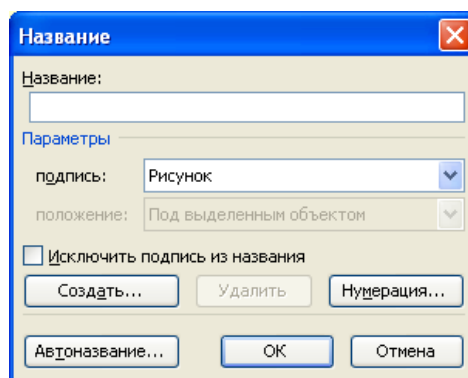 Название
Название:
Параметры
подпись: Рисунок
положение: Под выделенным объектом
Исключить подпись из названия
Создать... Удалить Нумерация...
Автоназвание... ОК Отмена